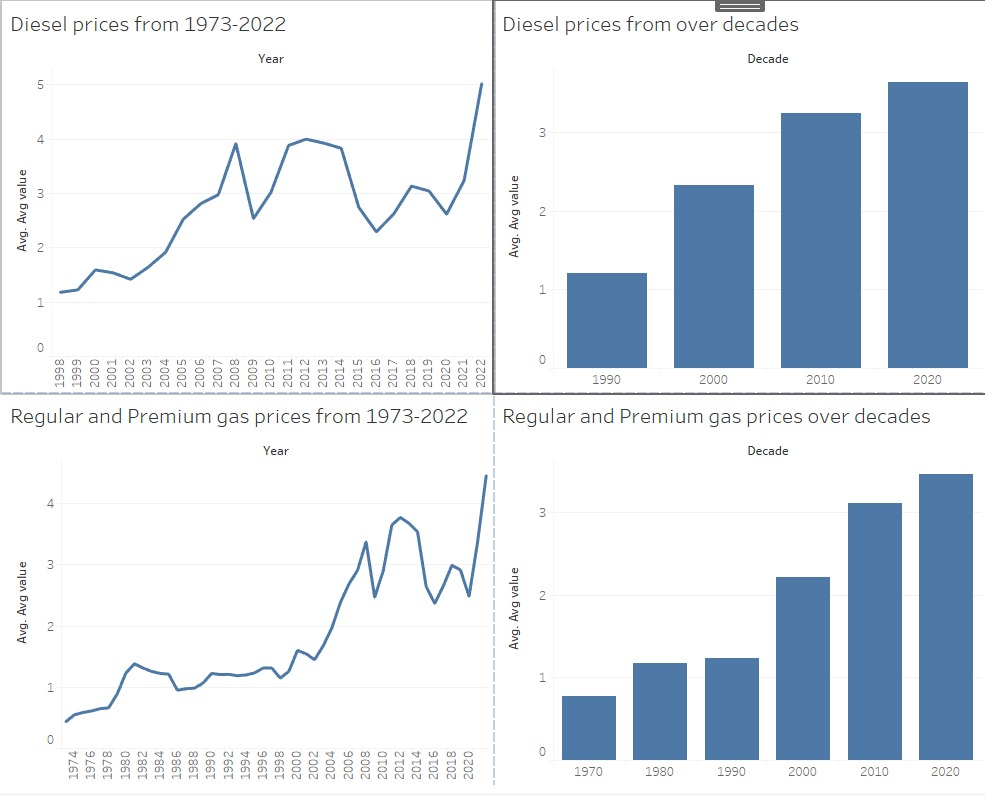 Diesel prices from 1973-2022
Year
Avg. Avg value
5
4
3
2
1
0
1998 1999 2000 2001 2002 2003 2004 2005 2006 2007 2008 2009 2010 2011 2012 2013 2014 2015 2016 2017 2018 2019 2020 2021 2022
Diesel prices from over decades
Decade
Avg. Avg value
3
2
1
0
1990 2000 2010 2020
Regular and Premium gas prices from 1973-2022
Year
Avg. Avg value
4
3
2
1
0
1974 1976 1978 1980 1982 1984 1986 1988 1990 1992 1994 1996 1998 2000 2002 2004 2006 2008 2010 2012 2014 2016 2018 2020
Regular and Premium gas prices over decades
Decade
Avg. Avg value
3
2
1
0
1970 1980 1990 2000 2010 2020